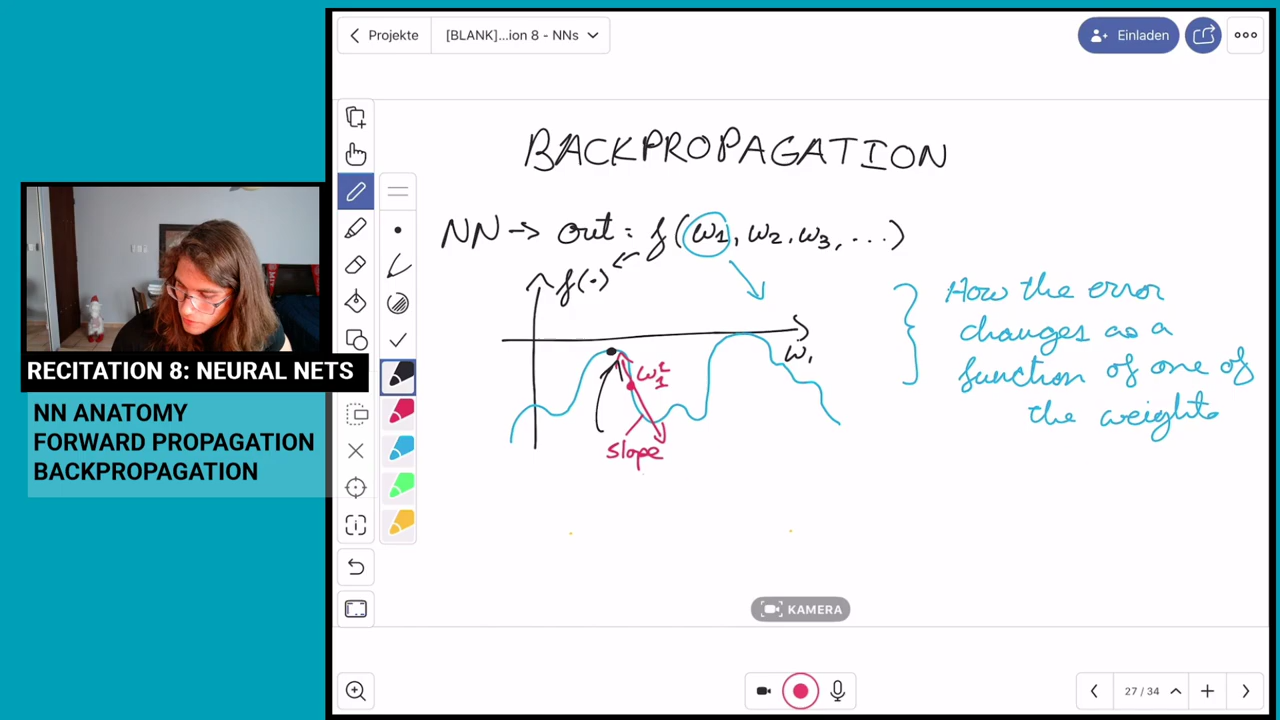 Projekte
[BLANK]...ion 8 - NNs
Einladen
BACKPROPAGATION
NN → out = f(w1, w2, w3, ...)
f(·)
w1
w1²
slope
How the error
changes as a
function of one of
the weights
RECITATION 8: NEURAL NETS
NN ANATOMY
FORWARD PROPAGATION
BACKPROPAGATION
KAMERA
27 / 34